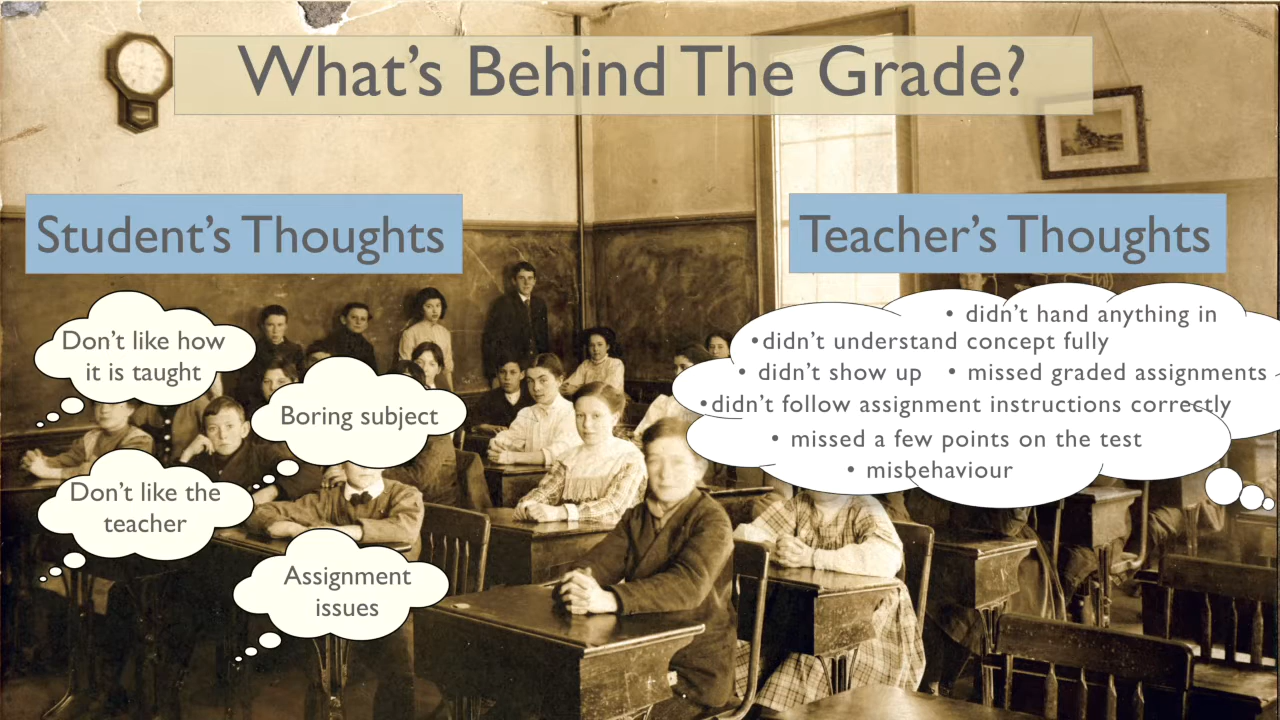 What's Behind The Grade?
Student's Thoughts
Don't like how
it is taught
Boring subject
Don't like the
teacher
Assignment
issues
Teacher's Thoughts
• didn't hand anything in
•didn't understand concept fully
• didn't show up • missed graded assignments
•didn't follow assignment instructions correctly
• missed a few points on the test
• misbehaviour